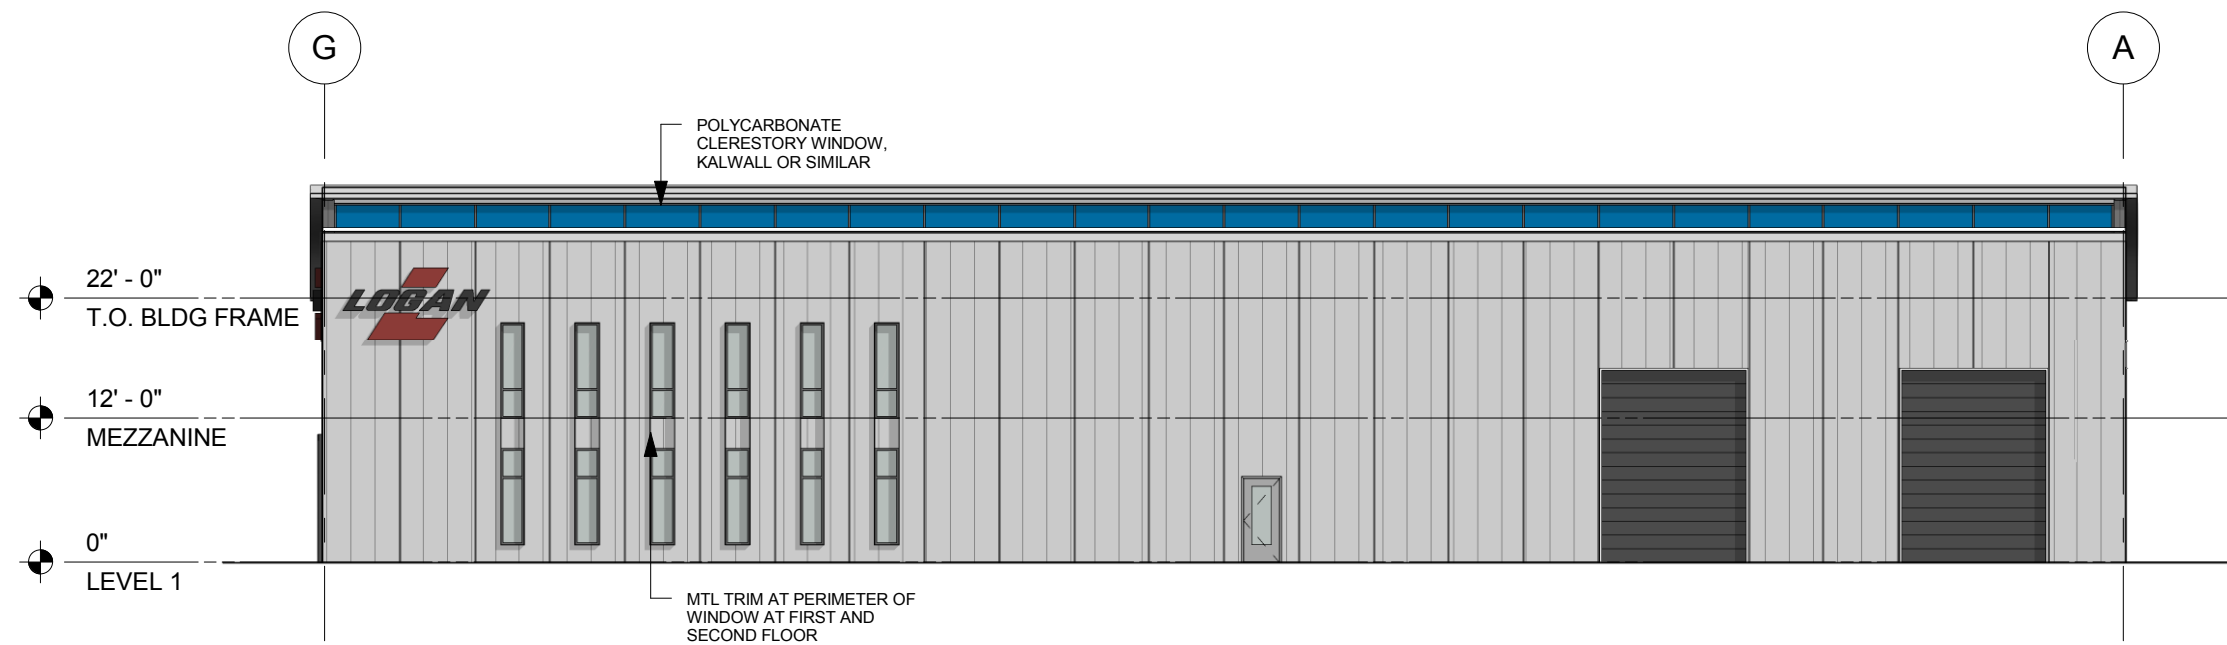 G
A
POLYCARBONATE
CLERESTORY WINDOW,
KALWALL OR SIMILAR
22' - 0"
T.O. BLDG FRAME
LOGAN
12' - 0"
MEZZANINE
0"
LEVEL 1
MTL TRIM AT PERIMETER OF
WINDOW AT FIRST AND
SECOND FLOOR